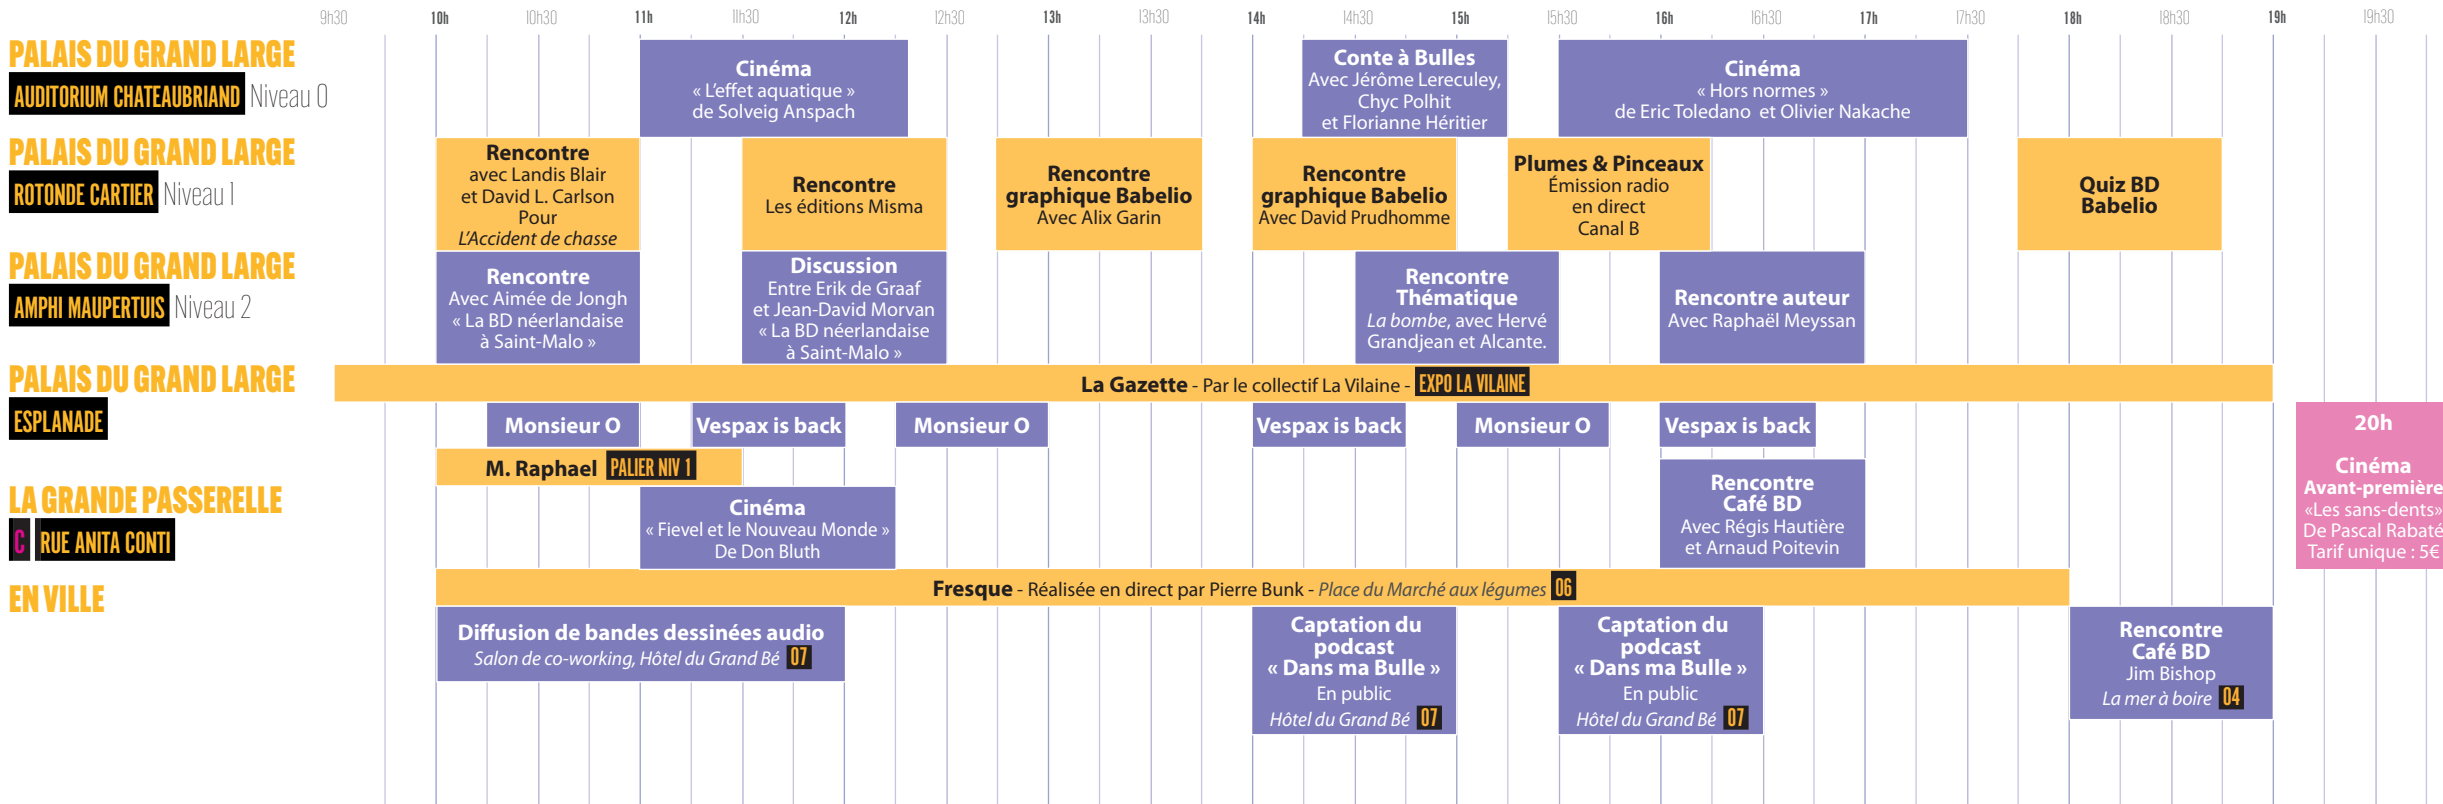 9h30 10h 10h30 11h 11h30 12h 12h30 13h 13h30 14h 14h30 15h 15h30 16h 16h30 17h 17h30 18h 18h30 19h 19h30
PALAIS DU GRAND LARGE
AUDITORIUM CHATEAUBRIAND Niveau 0
Cinéma
« L'effet aquatique »
de Solveig Anspach
Conte à Bulles
Avec Jérôme Lereculey,
Chyc Polhit
et Florianne Héritier
Cinéma
« Hors normes »
de Eric Toledano et Olivier Nakache
PALAIS DU GRAND LARGE
ROTONDE CARTIER Niveau 1
Rencontre
avec Landis Blair
et David L. Carlson
Pour
L'Accident de chasse
Rencontre
Les éditions Misma
Rencontre
graphique Babelio
Avec Alix Garin
Rencontre
graphique Babelio
Avec David Prudhomme
Plumes & Pinceaux
Émission radio
en direct
Canal B
Quiz BD
Babelio
PALAIS DU GRAND LARGE
AMPHI MAUPERTUIS Niveau 2
Rencontre
Avec Aimée de Jongh
« La BD néerlandaise
à Saint-Malo »
Discussion
Entre Erik de Graaf
et Jean-David Morvan
« La BD néerlandaise
à Saint-Malo »
Rencontre
Thématique
La bombe, avec Hervé
Grandjean et Alcante.
Rencontre auteur
Avec Raphaël Meyssan
PALAIS DU GRAND LARGE
ESPLANADE
La Gazette - Par le collectif La Vilaine - EXPO LA VILAINE
Monsieur O
Vespax is back
Monsieur O
Vespax is back
Monsieur O
Vespax is back
M. Raphael PALIER NIV 1
20h
Cinéma
Avant-première
«Les sans-dents»
De Pascal Rabaté
Tarif unique : 5€
LA GRANDE PASSERELLE
C RUE ANITA CONTI
Cinéma
« Fievel et le Nouveau Monde »
De Don Bluth
Rencontre
Café BD
Avec Régis Hautière
et Arnaud Poitevin
EN VILLE
Fresque - Réalisée en direct par Pierre Bunk - Place du Marché aux légumes 06
Diffusion de bandes dessinées audio
Salon de co-working, Hôtel du Grand Bé 07
Captation du
podcast
« Dans ma Bulle »
En public
Hôtel du Grand Bé 07
Captation du
podcast
« Dans ma Bulle »
En public
Hôtel du Grand Bé 07
Rencontre
Café BD
Jim Bishop
La mer à boire 04